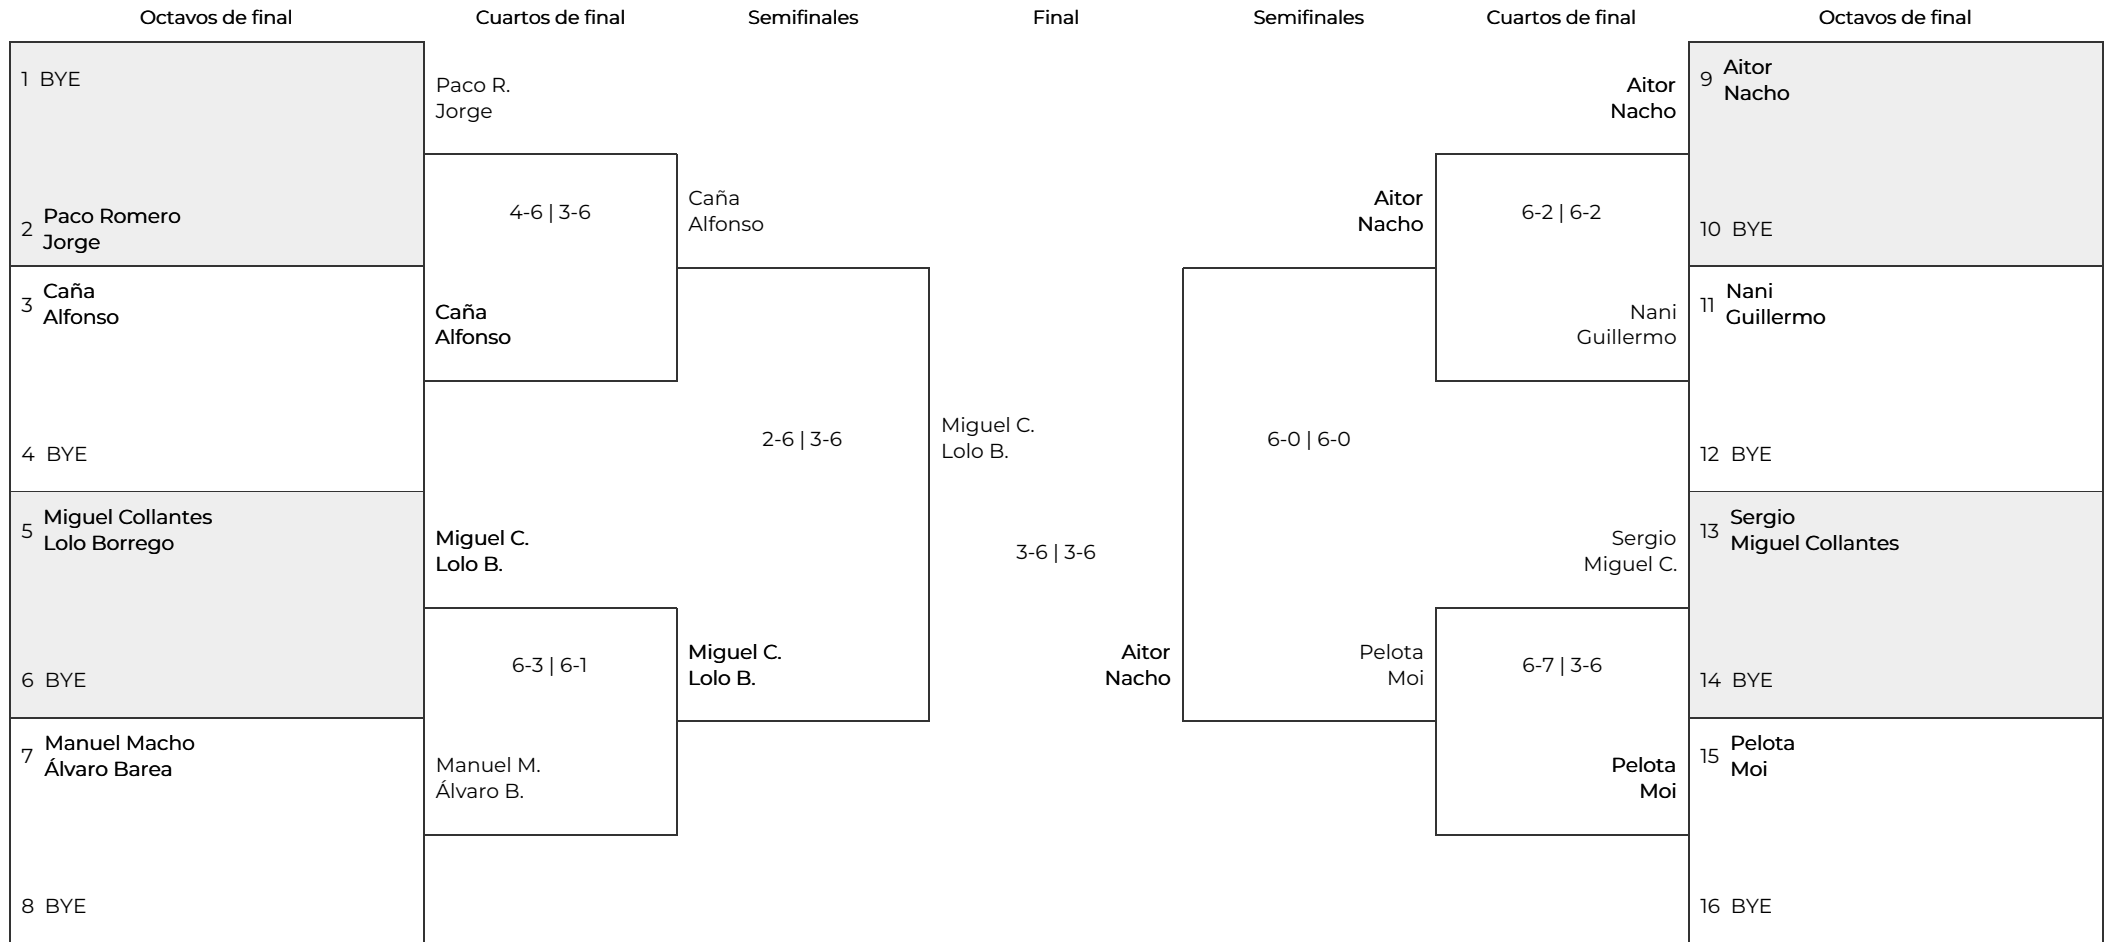 Octavos de final
Cuartos de final
Semifinales
Final
Semifinales
Cuartos de final
Octavos de final
1 BYE
2 Paco Romero
Jorge
3 Caña
Alfonso
4 BYE
5 Miguel Collantes
Lolo Borrego
6 BYE
7 Manuel Macho
Álvaro Barea
8 BYE
Paco R.
Jorge
4-6 | 3-6
Caña
Alfonso
Miguel C.
Lolo B.
6-3 | 6-1
Manuel M.
Álvaro B.
Caña
Alfonso
2-6 | 3-6
Miguel C.
Lolo B.
Miguel C.
Lolo B.
3-6 | 3-6
Aitor
Nacho
Aitor
Nacho
6-0 | 6-0
Pelota
Moi
Aitor
Nacho
6-2 | 6-2
Nani
Guillermo
Sergio
Miguel C.
6-7 | 3-6
Pelota
Moi
9 Aitor
Nacho
10 BYE
11 Nani
Guillermo
12 BYE
13 Sergio
Miguel Collantes
14 BYE
15 Pelota
Moi
16 BYE